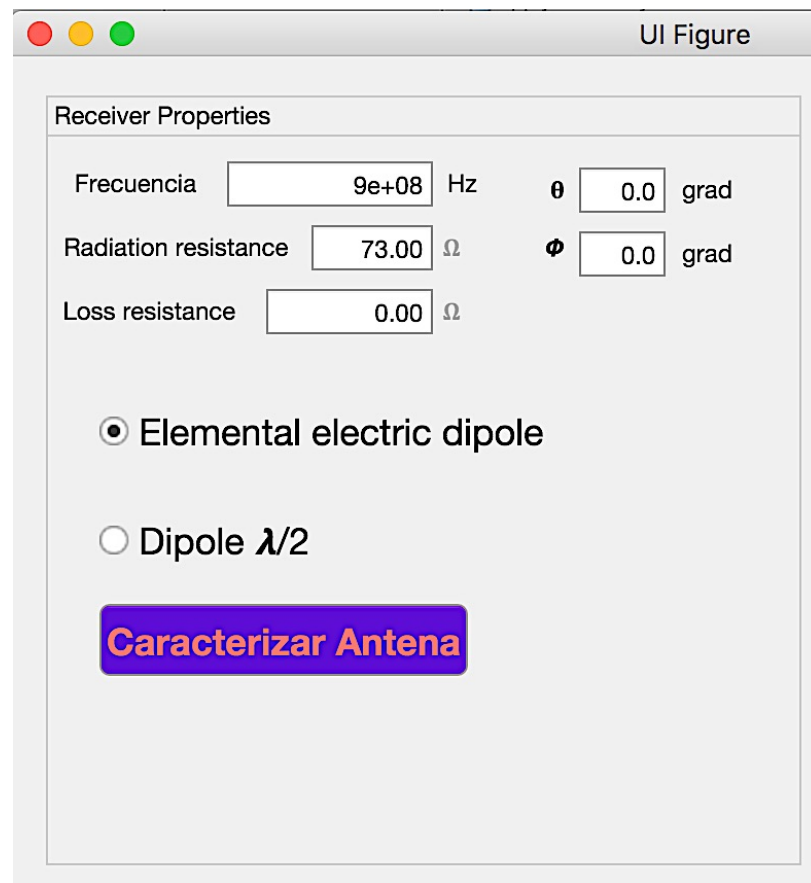 UI Figure
Receiver Properties
Frecuencia 9e+08 Hz θ 0.0 grad
Radiation resistance 73.00 Ω Φ 0.0 grad
Loss resistance 0.00 Ω
Elemental electric dipole
Dipole λ/2
Caracterizar Antena